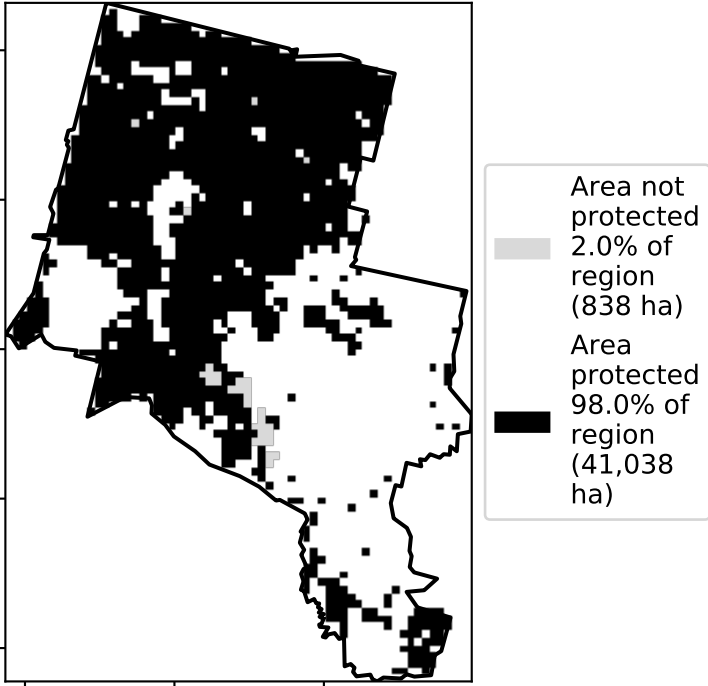 Area not
protected
2.0% of
region
(838 ha)
Area
protected
98.0% of
region
(41,038
ha)